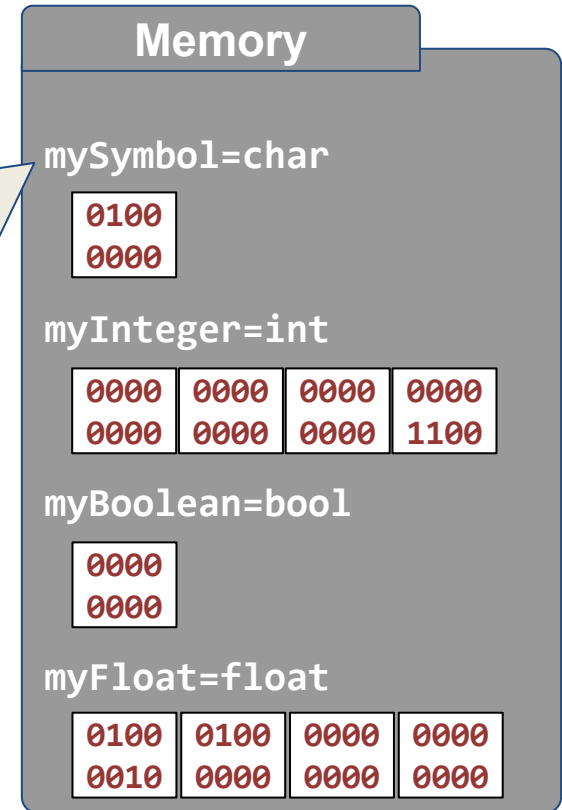 Memory
mySymbol=char
0100
0000
myInteger=int
0000 0000 0000 0000
0000 0000 0000 1100
myBoolean=bool
0000
0000
myFloat=float
0100 0100 0000 0000
0010 0000 0000 0000